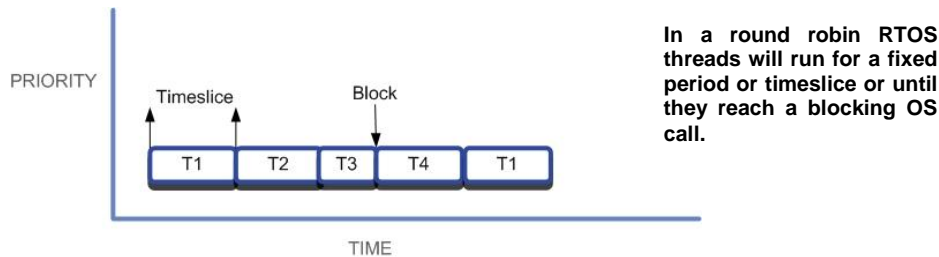 In a round robin RTOS
threads will run for a fixed
period or timeslice or until
they reach a blocking OS
call.
PRIORITY
Timeslice
Block
T1 T2 T3 T4 T1
TIME